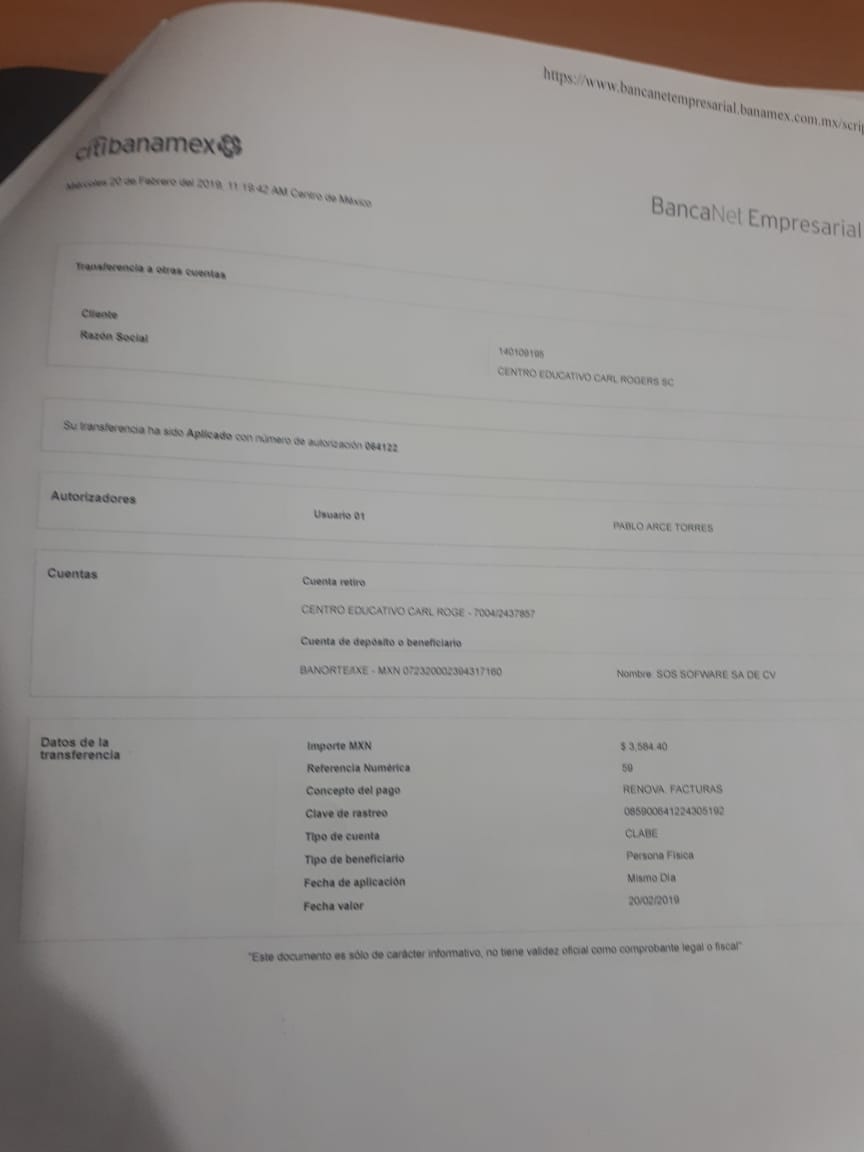 https://www.bancanetempresarial.banamex.com.mx/scrip
citibanamex
Miércoles 20 de Febrero del 2019, 11:19:42 AM Centro de México
BancaNet Empresarial
Transferencia a otras cuentas
Cliente
Razón Social
140109195
CENTRO EDUCATIVO CARL ROGERS SC
Su transferencia ha sido Aplicado con número de autorización 064122
Autorizadores
Usuario 01
PABLO ARCE TORRES
Cuentas
Cuenta retiro
CENTRO EDUCATIVO CARL ROGE - 7004/2437857
Cuenta de depósito o beneficiario
BANORTE/IXE - MXN 072320002394317160 Nombre: SOS SOFWARE SA DE CV
Datos de la
transferencia
Importe MXN $ 3,584.40
Referencia Numérica 59
Concepto del pago RENOVA. FACTURAS
Clave de rastreo 085900641224305192
Tipo de cuenta CLABE
Tipo de beneficiario Persona Física
Fecha de aplicación Mismo Día
Fecha valor 20/02/2019
"Este documento es sólo de carácter informativo, no tiene validez oficial como comprobante legal o fiscal"